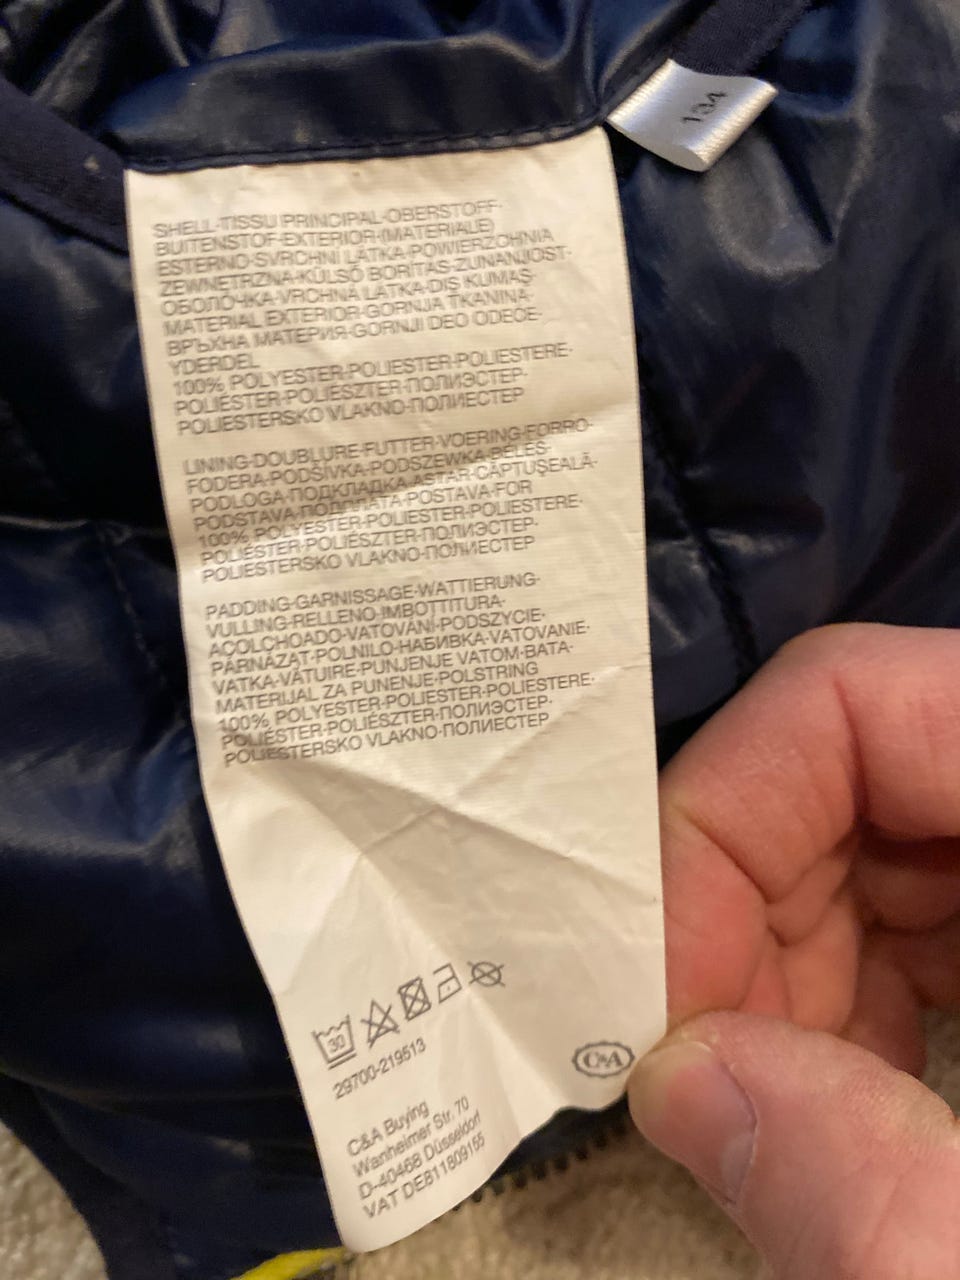 134
SHELL·TISSU PRINCIPAL·OBERSTOFF·
BUITENSTOF·EXTERIOR·(MATERIALE)
ESTERNO·SVRCHNÍ LÁTKA·POWIERZCHNIA
ZEWNĘTRZNA·KÜLSŐ BORÍTÁS·ZUNANJOST·
ОБОЛОЧКА·VRCHNÁ LÁTKA·DIŞ KUMAŞ·
MATERIAL EXTERIOR·GORNJA TKANINA·
ВРЪХНА МАТЕРИЯ·GORNJI DEO ODEĆE·
YDERDEL
100% POLYESTER·POLIESTER·POLIESTERE·
POLIÉSTER·POLIÉSZTER·ПОЛИЭСТЕР·
POLIESTERSKO VLAKNO·ПОЛИЕСТЕР
LINING·DOUBLURE·FUTTER·VOERING·FORRO·
FODERA·PODŠÍVKA·PODSZEWKA·BÉLÉS·
PODLOGA·ПОДКЛАДКА·ASTAR·CĂPTUŞEALĂ·
PODSTAVA·ПОДПЛАТА·POSTAVA·FOR
100% POLYESTER·POLIESTER·POLIESTERE·
POLIÉSTER·POLIÉSZTER·ПОЛИЭСТЕР·
POLIESTERSKO VLAKNO·ПОЛИЕСТЕР
PADDING·GARNISSAGE·WATTIERUNG·
VULLING·RELLENO·IMBOTTITURA·
ACOLCHOADO·VATOVÁNÍ·PODSZYCIE·
PÁRNÁZAT·POLNILO·НАБИВКА·VATOVANIE·
VATKA·VĂTUIRE·PUNJENJE VATOM·ВАТА·
MATERIJAL ZA PUNENJE·POLSTRING
100% POLYESTER·POLIESTER·POLIESTERE·
POLIÉSTER·POLIÉSZTER·ПОЛИЭСТЕР·
POLIESTERSKO VLAKNO·ПОЛИЕСТЕР
30
29700-219513
C&A
C&A Buying
Wanheimer Str. 70
D-40468 Düsseldorf
VAT DE811809155